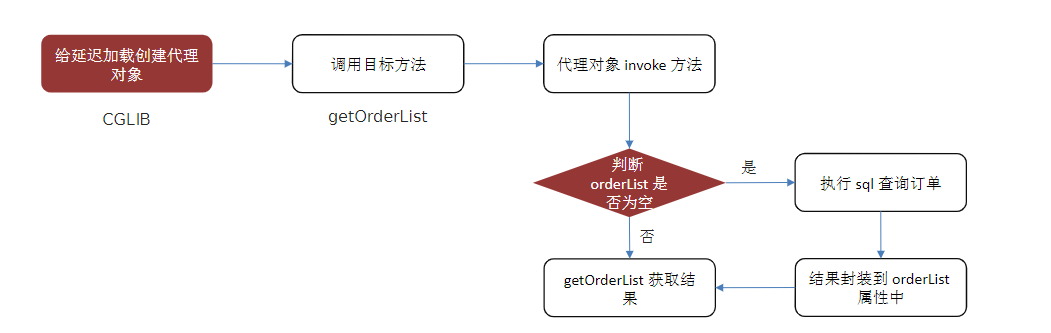 给延迟加载创建代理
对象
CGLIB
调用目标方法
getOrderList
代理对象 invoke 方法
判断
orderList 是
否为空
是
执行 sql 查询订单
否
getOrderList 获取结
果
结果封装到 orderList
属性中